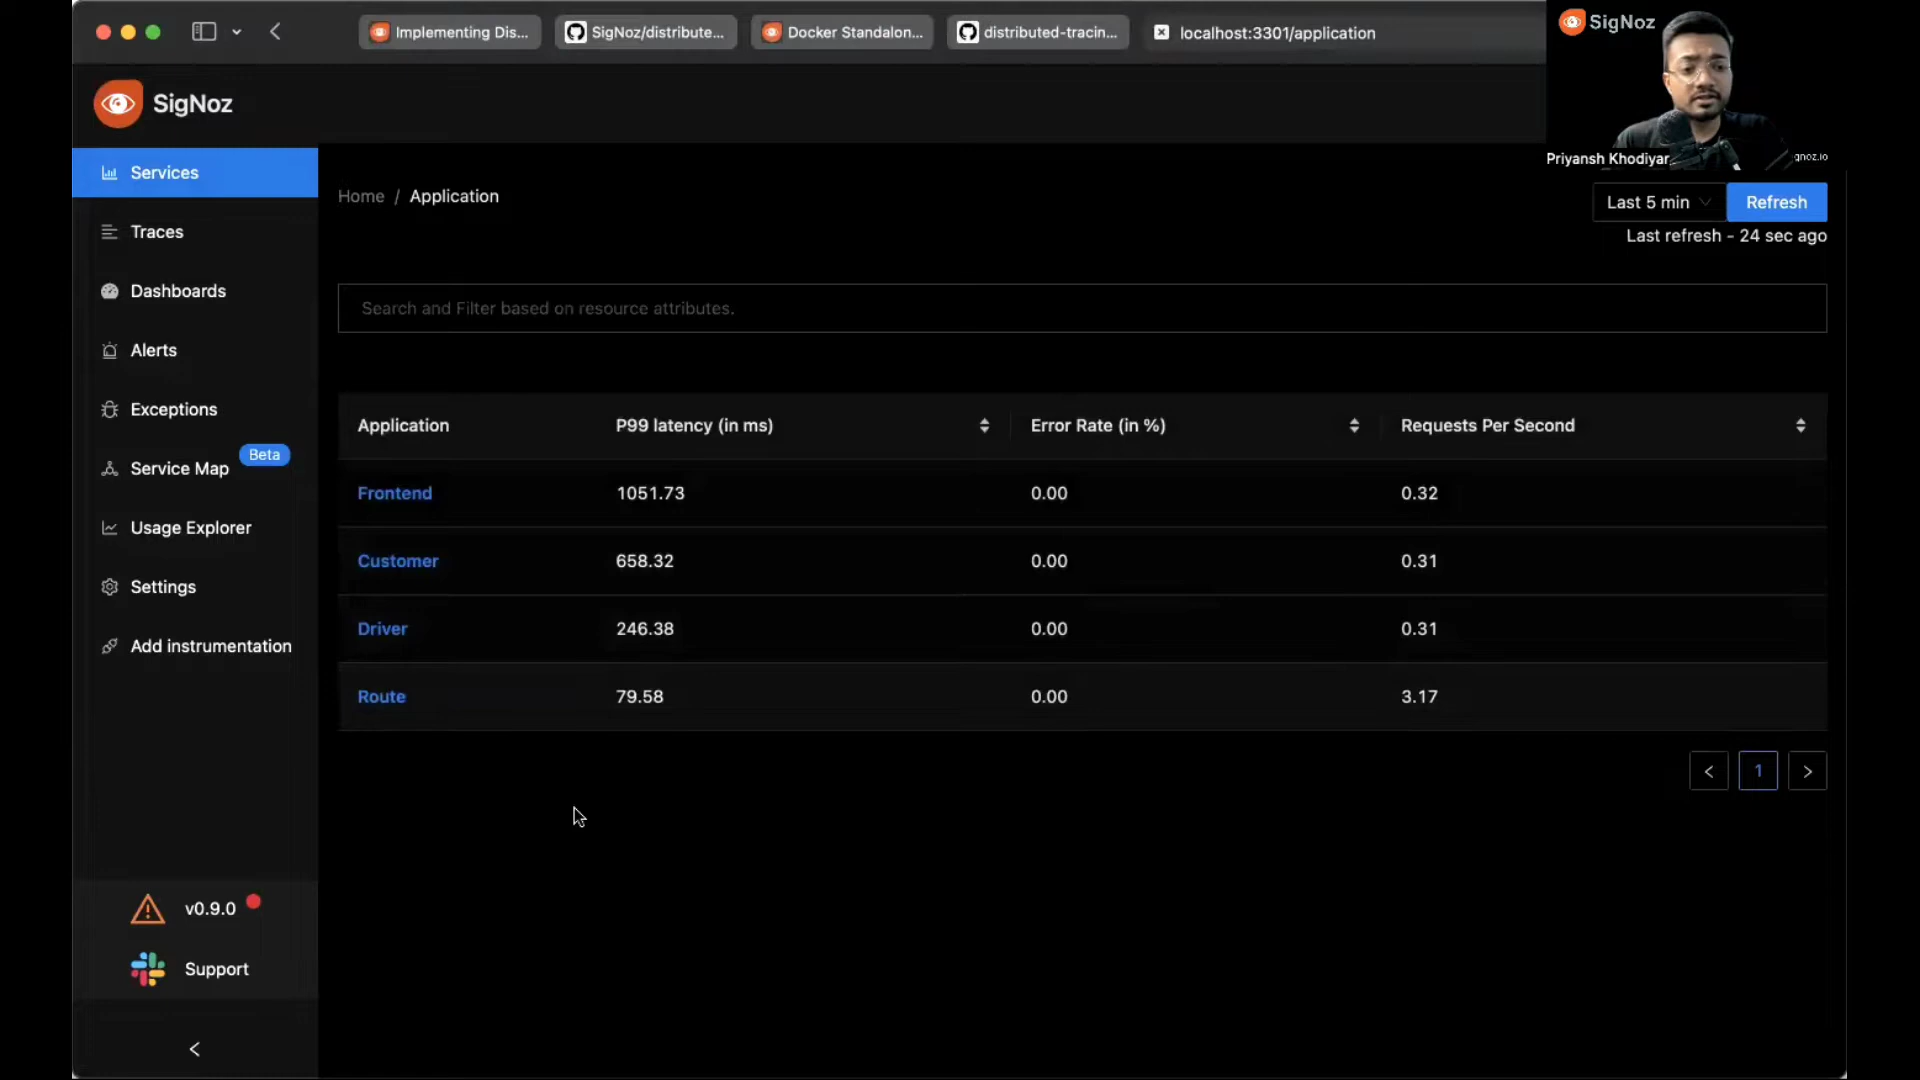 Implementing Dis...
SigNoz/distribute...
Docker Standalon...
distributed-tracin...
localhost:3301/application
SigNoz
Priyansh Khodiyar
gnoz.io
SigNoz
Services
Traces
Dashboards
Alerts
Exceptions
Service Map
Beta
Usage Explorer
Settings
Add instrumentation
v0.9.0
Support
Home / Application
Last 5 min
Refresh
Last refresh - 24 sec ago
Search and Filter based on resource attributes.
Application P99 latency (in ms) Error Rate (in %) Requests Per Second
Frontend 1051.73 0.00 0.32
Customer 658.32 0.00 0.31
Driver 246.38 0.00 0.31
Route 79.58 0.00 3.17
< 1 >